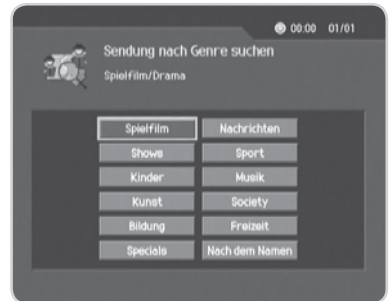 00:00 01/01
Sendung nach Genre suchen
Spielfilm/Drama
Spielfilm Nachrichten
Shows Sport
Kinder Musik
Kunst Society
Bildung Freizeit
Specials Nach dem Namen